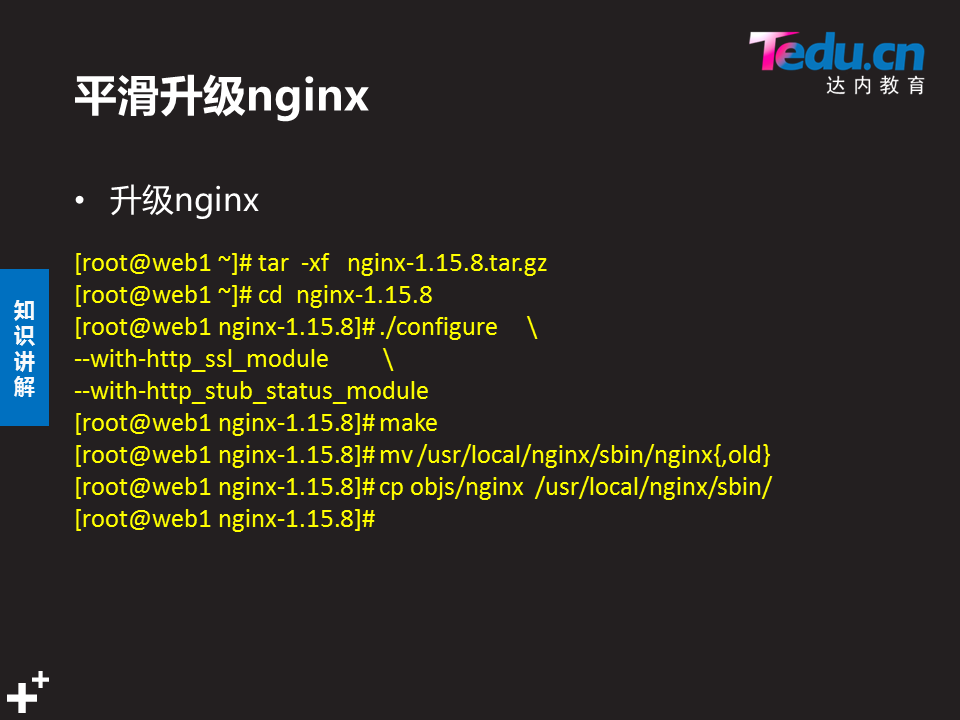 Tedu.cn
达内教育
平滑升级nginx
• 升级nginx
[root@web1 ~]# tar  -xf   nginx-1.15.8.tar.gz
[root@web1 ~]# cd  nginx-1.15.8
[root@web1 nginx-1.15.8]# ./configure     \
--with-http_ssl_module         \
--with-http_stub_status_module
[root@web1 nginx-1.15.8]# make
[root@web1 nginx-1.15.8]# mv /usr/local/nginx/sbin/nginx{,old}
[root@web1 nginx-1.15.8]# cp objs/nginx  /usr/local/nginx/sbin/
[root@web1 nginx-1.15.8]#
知
识
讲
解